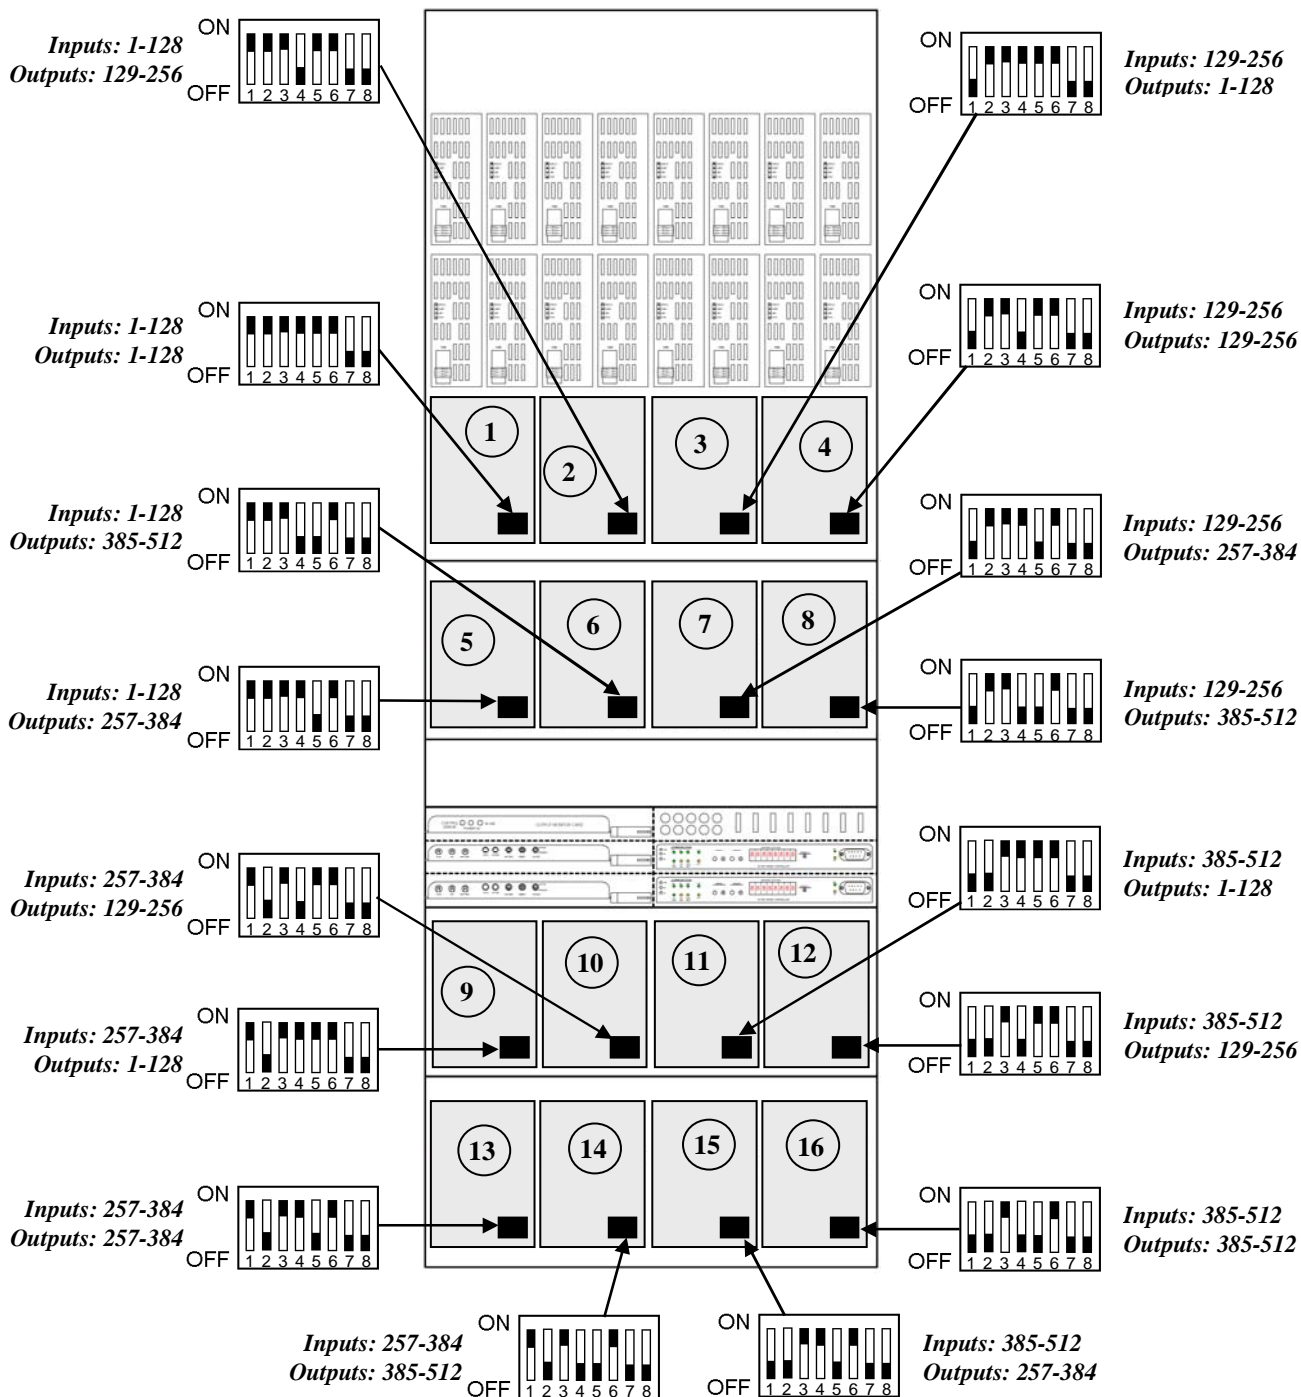 ON
Inputs: 1-128
Outputs: 129-256
OFF
1 2 3 4 5 6 7 8
ON
Inputs: 129-256
Outputs: 1-128
OFF
1 2 3 4 5 6 7 8
ON
Inputs: 1-128
Outputs: 1-128
OFF
1 2 3 4 5 6 7 8
ON
Inputs: 129-256
Outputs: 129-256
OFF
1 2 3 4 5 6 7 8
1
2
3
4
ON
Inputs: 1-128
Outputs: 385-512
OFF
1 2 3 4 5 6 7 8
ON
Inputs: 129-256
Outputs: 257-384
OFF
1 2 3 4 5 6 7 8
5
6
7
8
ON
Inputs: 1-128
Outputs: 257-384
OFF
1 2 3 4 5 6 7 8
ON
Inputs: 129-256
Outputs: 385-512
OFF
1 2 3 4 5 6 7 8
ON
Inputs: 257-384
Outputs: 129-256
OFF
1 2 3 4 5 6 7 8
ON
Inputs: 385-512
Outputs: 1-128
OFF
1 2 3 4 5 6 7 8
9
10
11
12
ON
Inputs: 257-384
Outputs: 1-128
OFF
1 2 3 4 5 6 7 8
ON
Inputs: 385-512
Outputs: 129-256
OFF
1 2 3 4 5 6 7 8
13
14
15
16
ON
Inputs: 257-384
Outputs: 257-384
OFF
1 2 3 4 5 6 7 8
ON
Inputs: 385-512
Outputs: 385-512
OFF
1 2 3 4 5 6 7 8
ON
Inputs: 257-384
Outputs: 385-512
OFF
1 2 3 4 5 6 7 8
ON
Inputs: 385-512
Outputs: 257-384
OFF
1 2 3 4 5 6 7 8